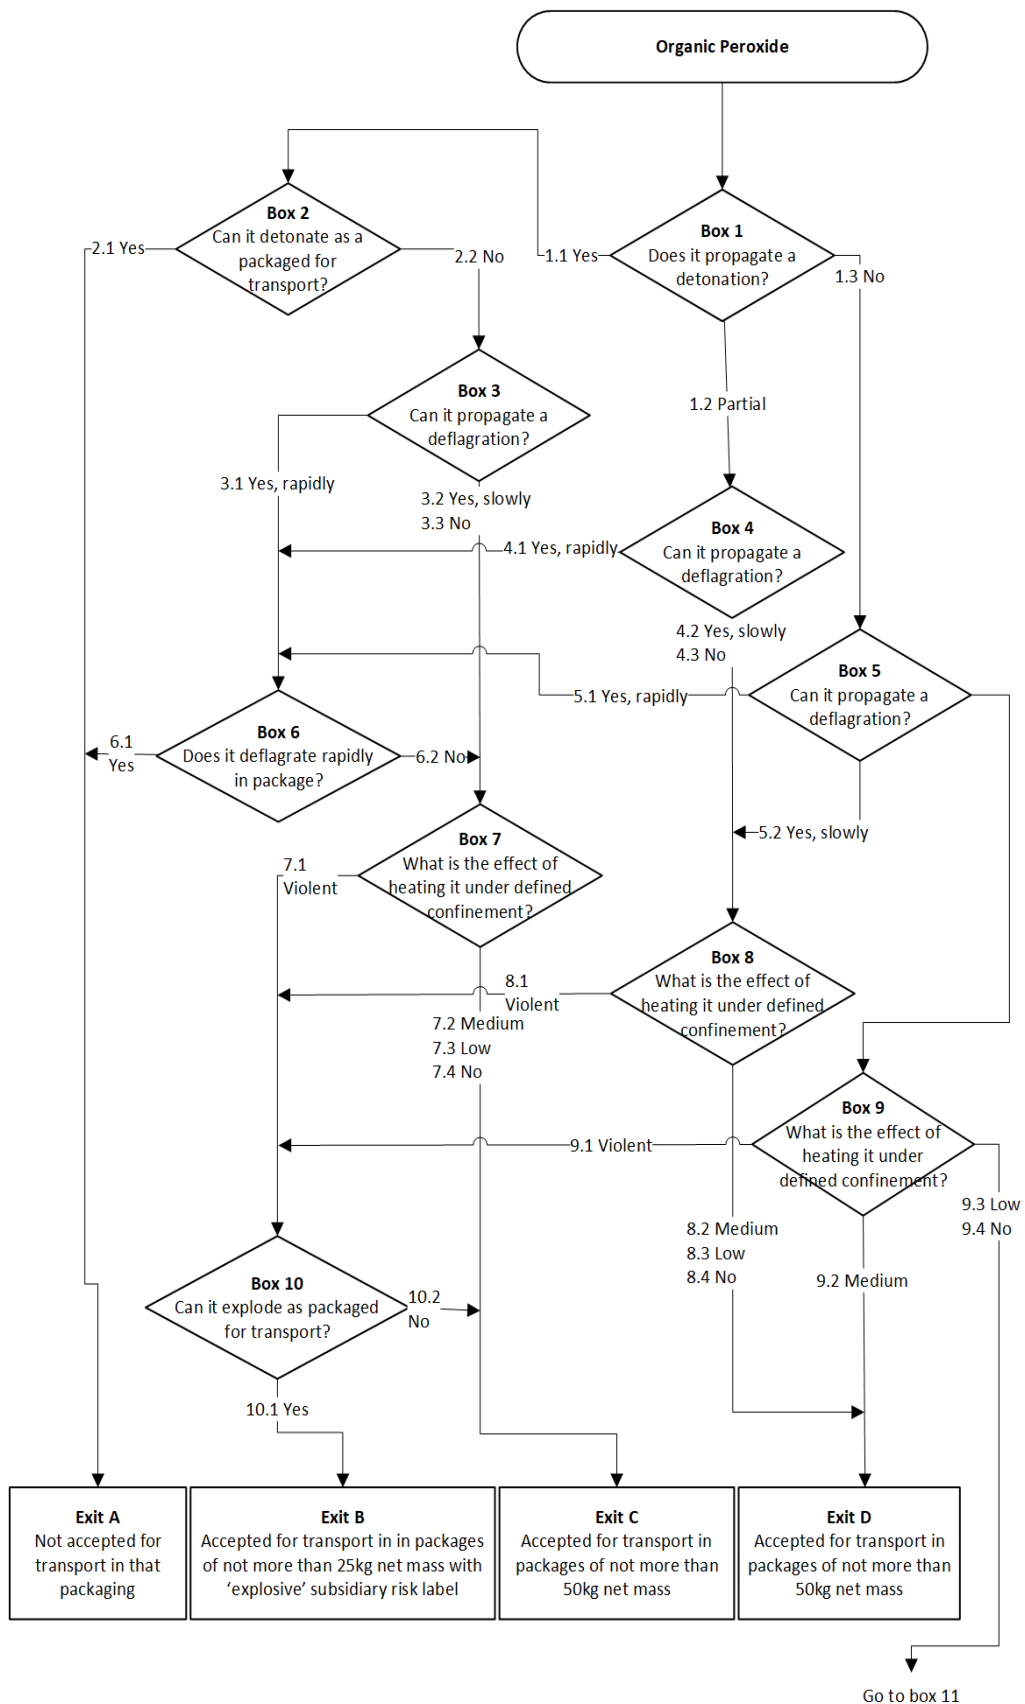 Organic Peroxide
Box 1
Does it propagate a
detonation?
1.1 Yes
1.2 Partial
1.3 No
Box 2
Can it detonate as a
packaged for
transport?
2.1 Yes
2.2 No
Box 3
Can it propagate a
deflagration?
3.1 Yes, rapidly
3.2 Yes, slowly
3.3 No
Box 4
Can it propagate a
deflagration?
4.1 Yes, rapidly
4.2 Yes, slowly
4.3 No
Box 5
Can it propagate a
deflagration?
5.1 Yes, rapidly
5.2 Yes, slowly
Box 6
Does it deflagrate rapidly
in package?
6.1
Yes
6.2 No
Box 7
What is the effect of
heating it under defined
confinement?
7.1
Violent
7.2 Medium
7.3 Low
7.4 No
Box 8
What is the effect of
heating it under defined
confinement?
8.1
Violent
8.2 Medium
8.3 Low
8.4 No
Box 9
What is the effect of
heating it under
defined confinement?
9.1 Violent
9.2 Medium
9.3 Low
9.4 No
Box 10
Can it explode as packaged
for transport?
10.1 Yes
10.2
No
Exit A
Not accepted for
transport in that
packaging
Exit B
Accepted for transport in in packages
of not more than 25kg net mass with
‘explosive’ subsidiary risk label
Exit C
Accepted for transport in
packages of not more than
50kg net mass
Exit D
Accepted for transport in
packages of not more than
50kg net mass
Go to box 11